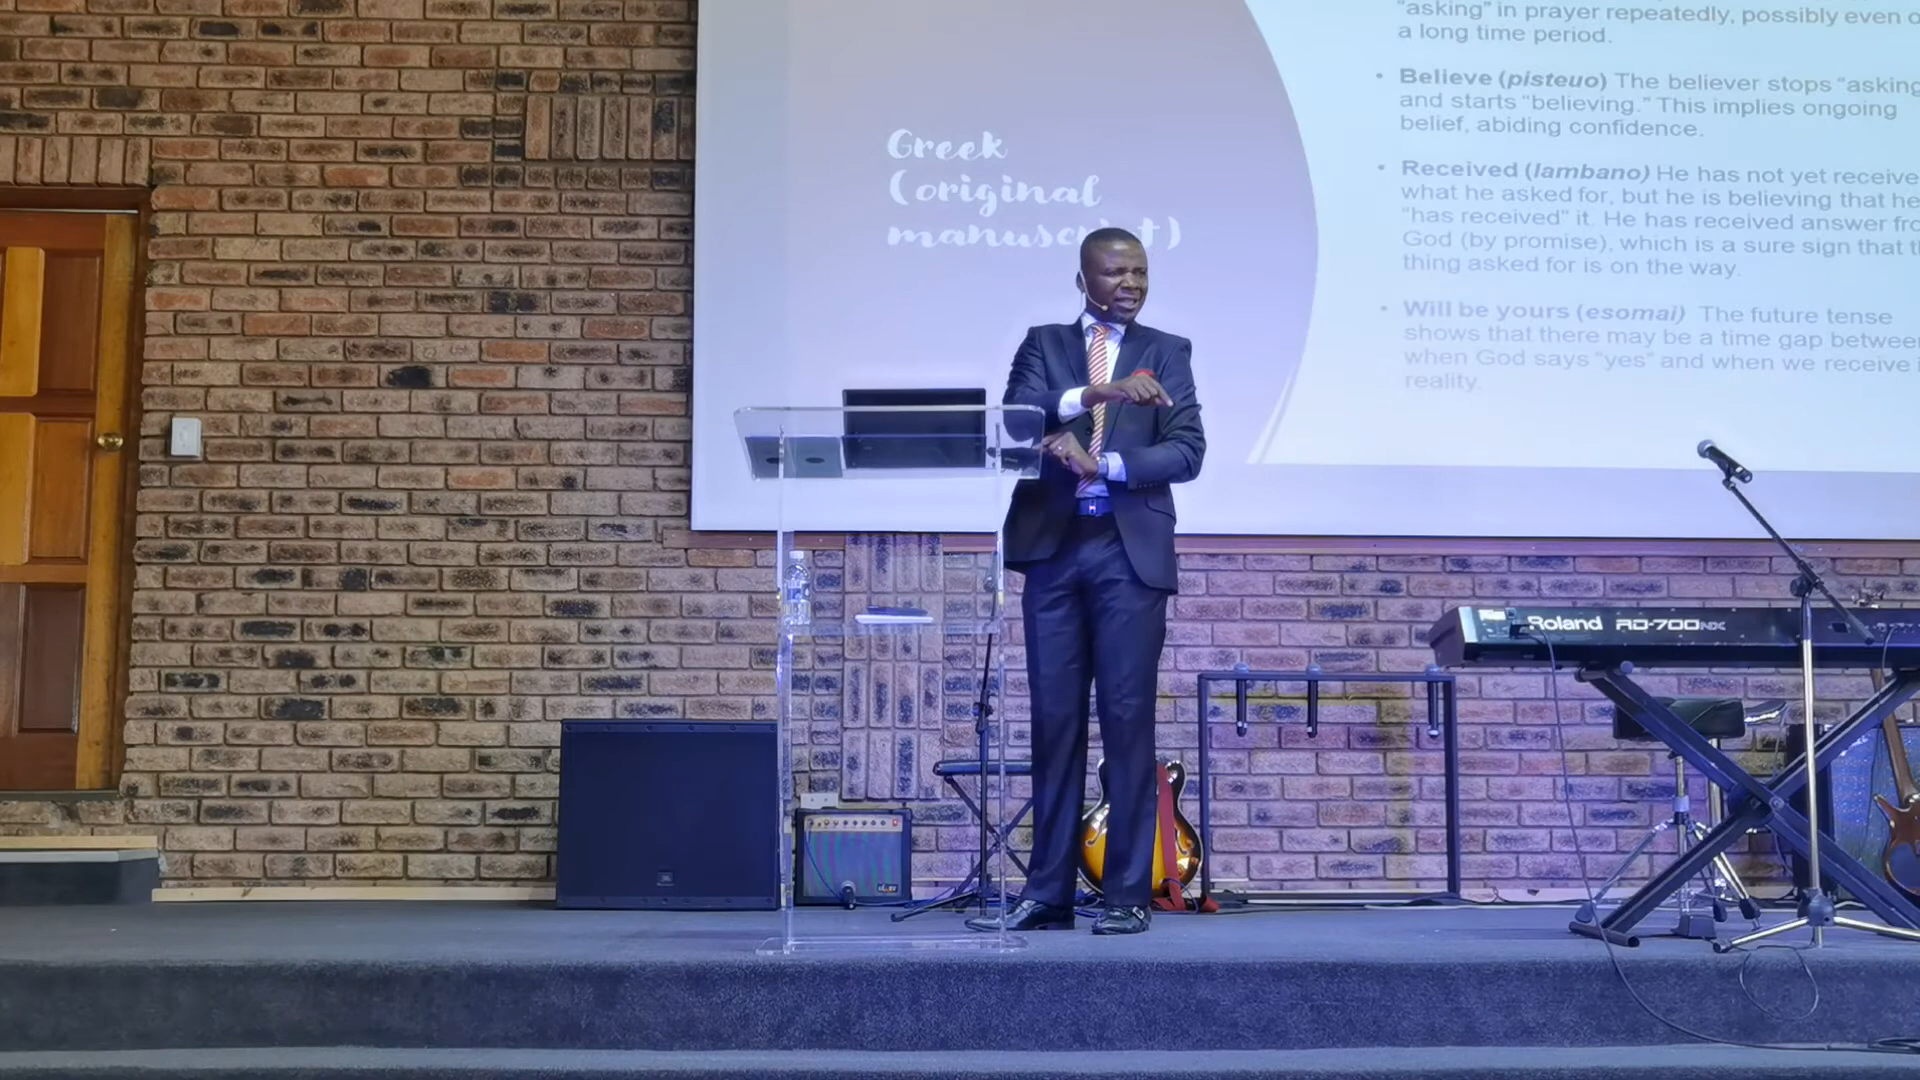 Greek
(original
manuscript)
"asking" in prayer repeatedly, possibly even
a long time period.
• Believe (pisteuo) The believer stops "asking
and starts "believing." This implies ongoing
belief, abiding confidence.
• Received (lambano) He has not yet receive
what he asked for, but he is believing that he
"has received" it. He has received answer fro
God (by promise), which is a sure sign that t
thing asked for is on the way.
• Will be yours (esomai) The future tense
shows that there may be a time gap between
when God says "yes" and when we receive i
reality.
Roland RD-700NX
JBL